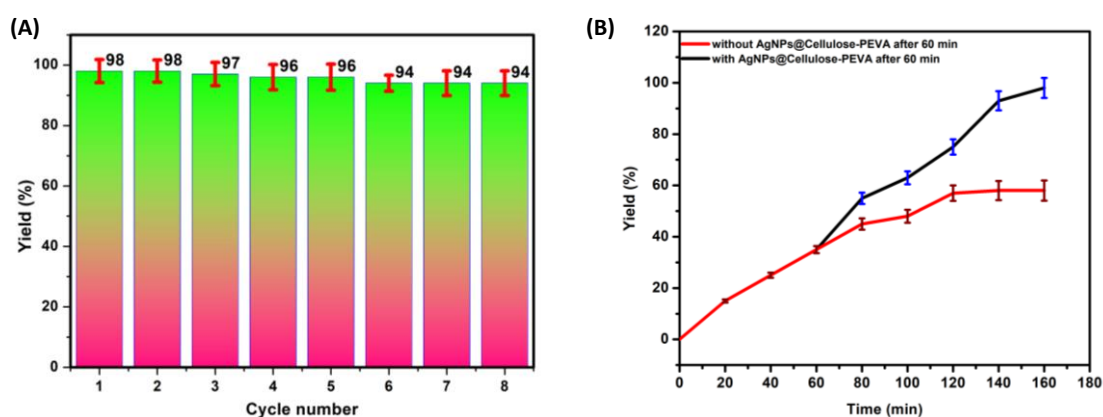 (A)
98 98 97 96 96 94 94 94
100
80
60
40
20
0
Yield (%)
1 2 3 4 5 6 7 8
Cycle number
(B)
without AgNPs@Cellulose-PEVA after 60 min
with AgNPs@Cellulose-PEVA after 60 min
120
100
80
60
40
20
0
Yield (%)
0 20 40 60 80 100 120 140 160 180
Time (min)